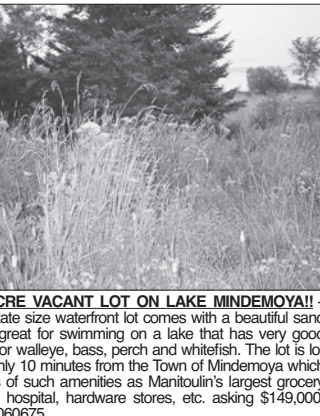 CRE VACANT LOT ON LAKE MINDEMOYA!! -
tate size waterfront lot comes with a beautiful sand
great for swimming on a lake that has very good
or walleye, bass, perch and whitefish. The lot is lo
nly 10 minutes from the Town of Mindemoya which
s of such amenities as Manitoulin's largest grocery
hospital, hardware stores, etc. asking $149,000
060675